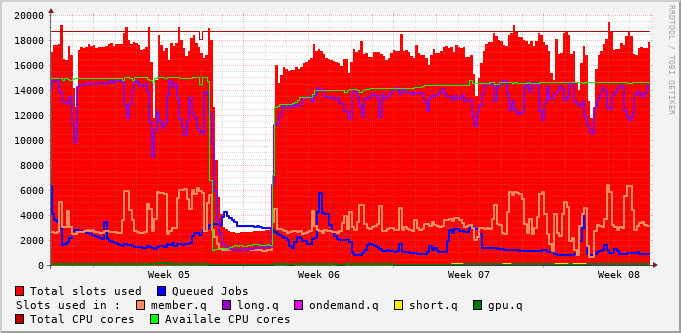 20000
18000
16000
14000
12000
10000
8000
6000
4000
2000
0
Week 05 Week 06 Week 07 Week 08
RRDTOOL / TOBI OETIKER
Total slots used Queued Jobs
Slots used in : member.q long.q ondemand.q short.q gpu.q
Total CPU cores Availale CPU cores